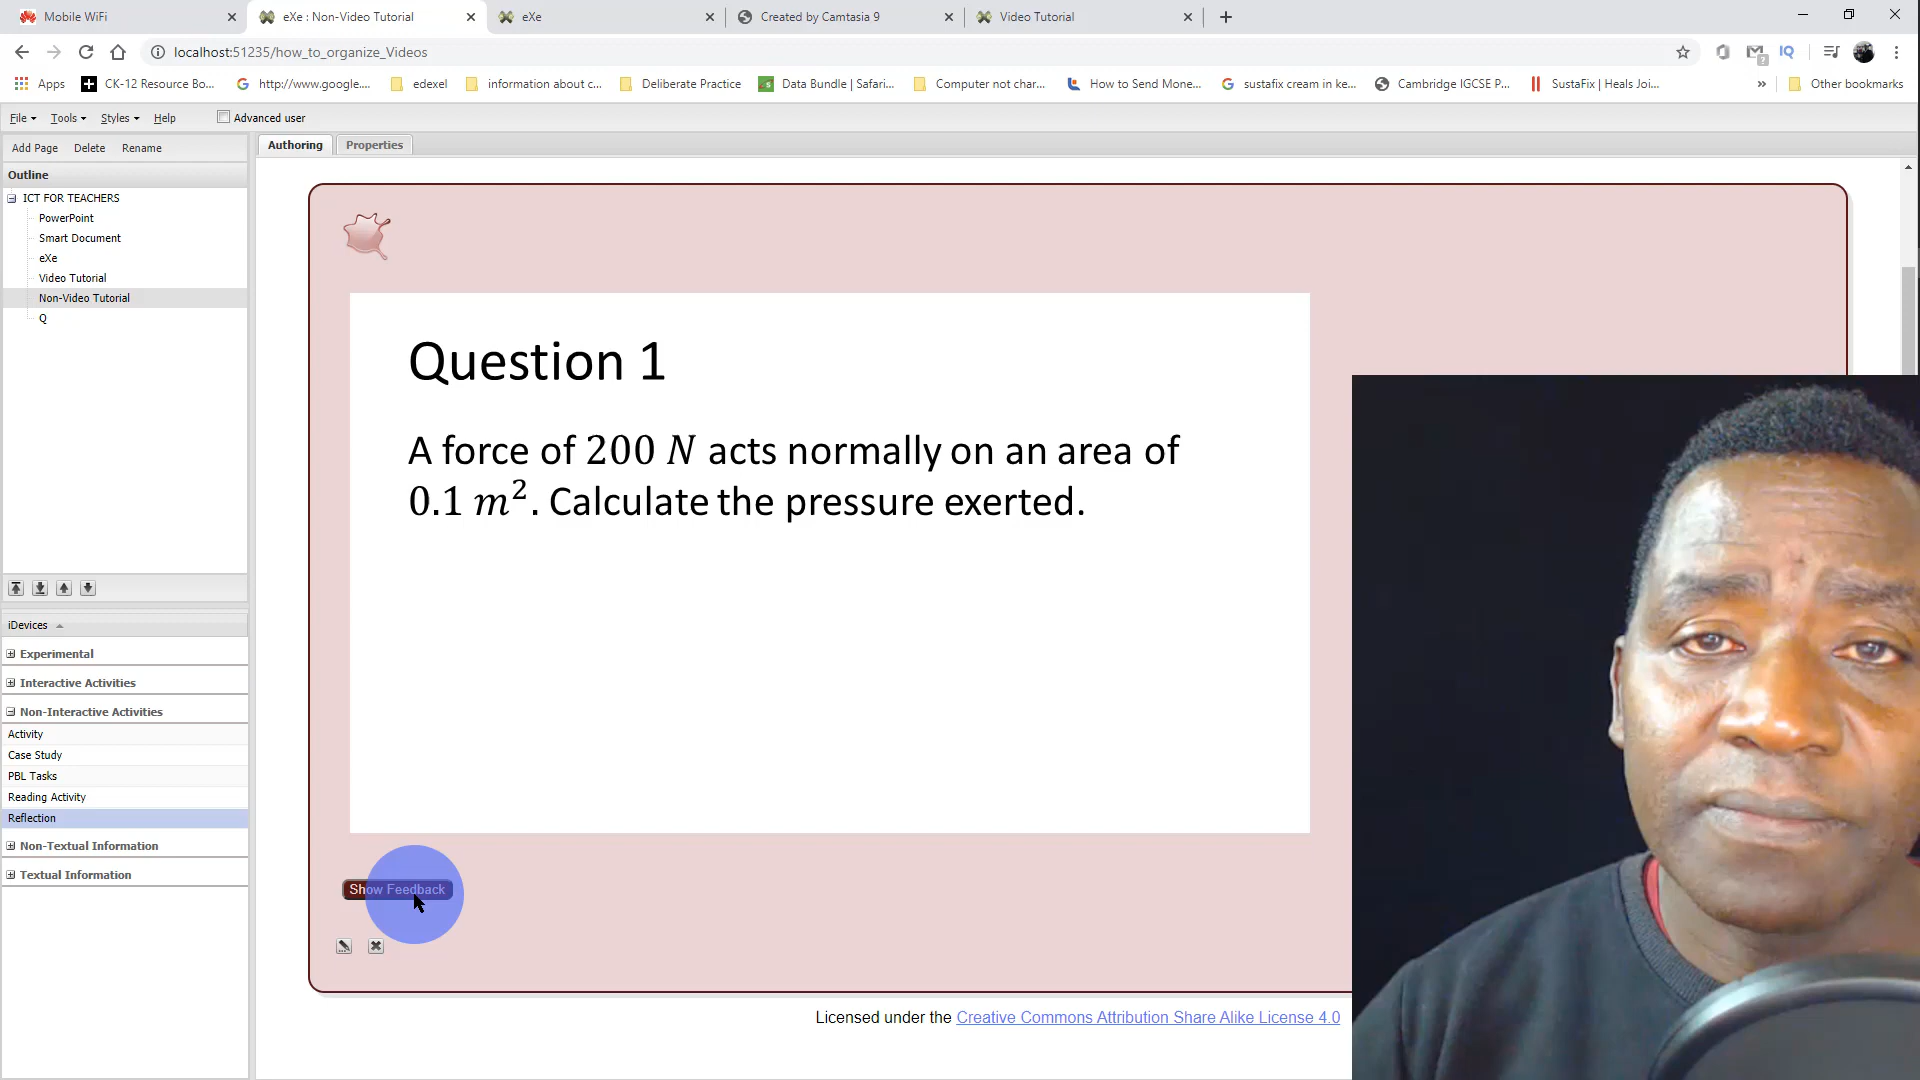 Mobile WiFi
eXe : Non-Video Tutorial
eXe
Created by Camtasia 9
Video Tutorial
localhost:51235/how_to_organize_Videos
Apps
CK-12 Resource Bo...
http://www.google....
edexel
information about c...
Deliberate Practice
Data Bundle | Safari...
Computer not char...
How to Send Mone...
sustafix cream in ke...
Cambridge IGCSE P...
SustaFix | Heals Joi...
»
Other bookmarks
File
Tools
Styles
Help
Advanced user
Add Page
Delete
Rename
Authoring
Properties
Outline
ICT FOR TEACHERS
PowerPoint
Smart Document
eXe
Video Tutorial
Non-Video Tutorial
Q
iDevices
Experimental
Interactive Activities
Non-Interactive Activities
Activity
Case Study
PBL Tasks
Reading Activity
Reflection
Non-Textual Information
Textual Information
Question 1
A force of 200 N acts normally on an area of
0.1 m². Calculate the pressure exerted.
Show Feedback
Licensed under the Creative Commons Attribution Share Alike License 4.0